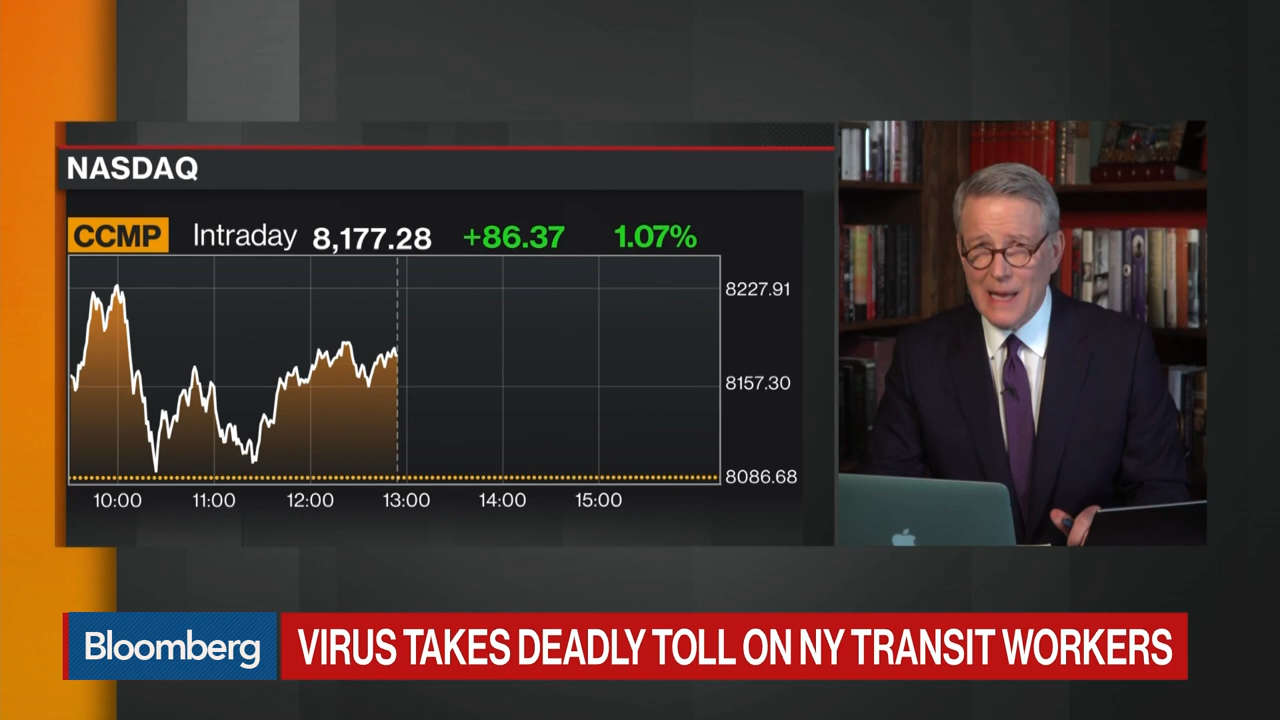 NASDAQ
CCMP Intraday 8,177.28 +86.37 1.07%
8227.91
8157.30
8086.68
10:00 11:00 12:00 13:00 14:00 15:00
Bloomberg VIRUS TAKES DEADLY TOLL ON NY TRANSIT WORKERS